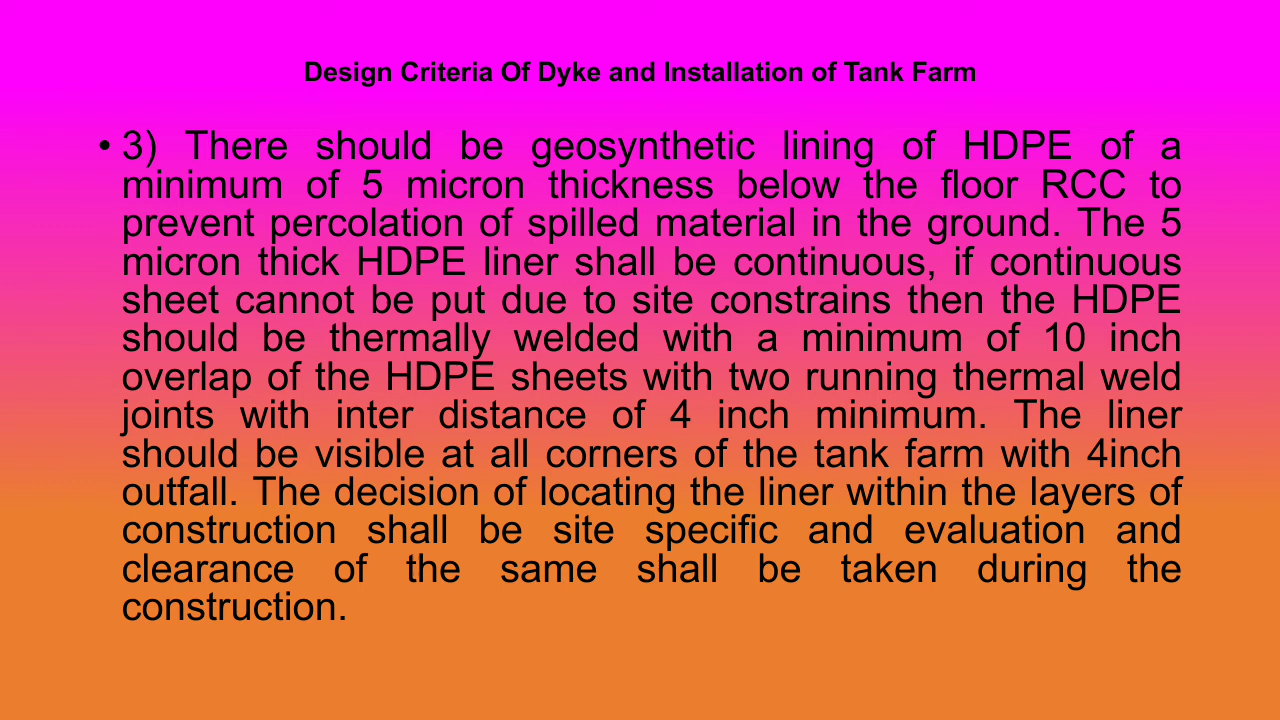 Design Criteria Of Dyke and Installation of Tank Farm
• 3) There should be geosynthetic lining of HDPE of a
minimum of 5 micron thickness below the floor RCC to
prevent percolation of spilled material in the ground. The 5
micron thick HDPE liner shall be continuous, if continuous
sheet cannot be put due to site constrains then the HDPE
should be thermally welded with a minimum of 10 inch
overlap of the HDPE sheets with two running thermal weld
joints with inter distance of 4 inch minimum. The liner
should be visible at all corners of the tank farm with 4inch
outfall. The decision of locating the liner within the layers of
construction shall be site specific and evaluation and
clearance of the same shall be taken during the
construction.